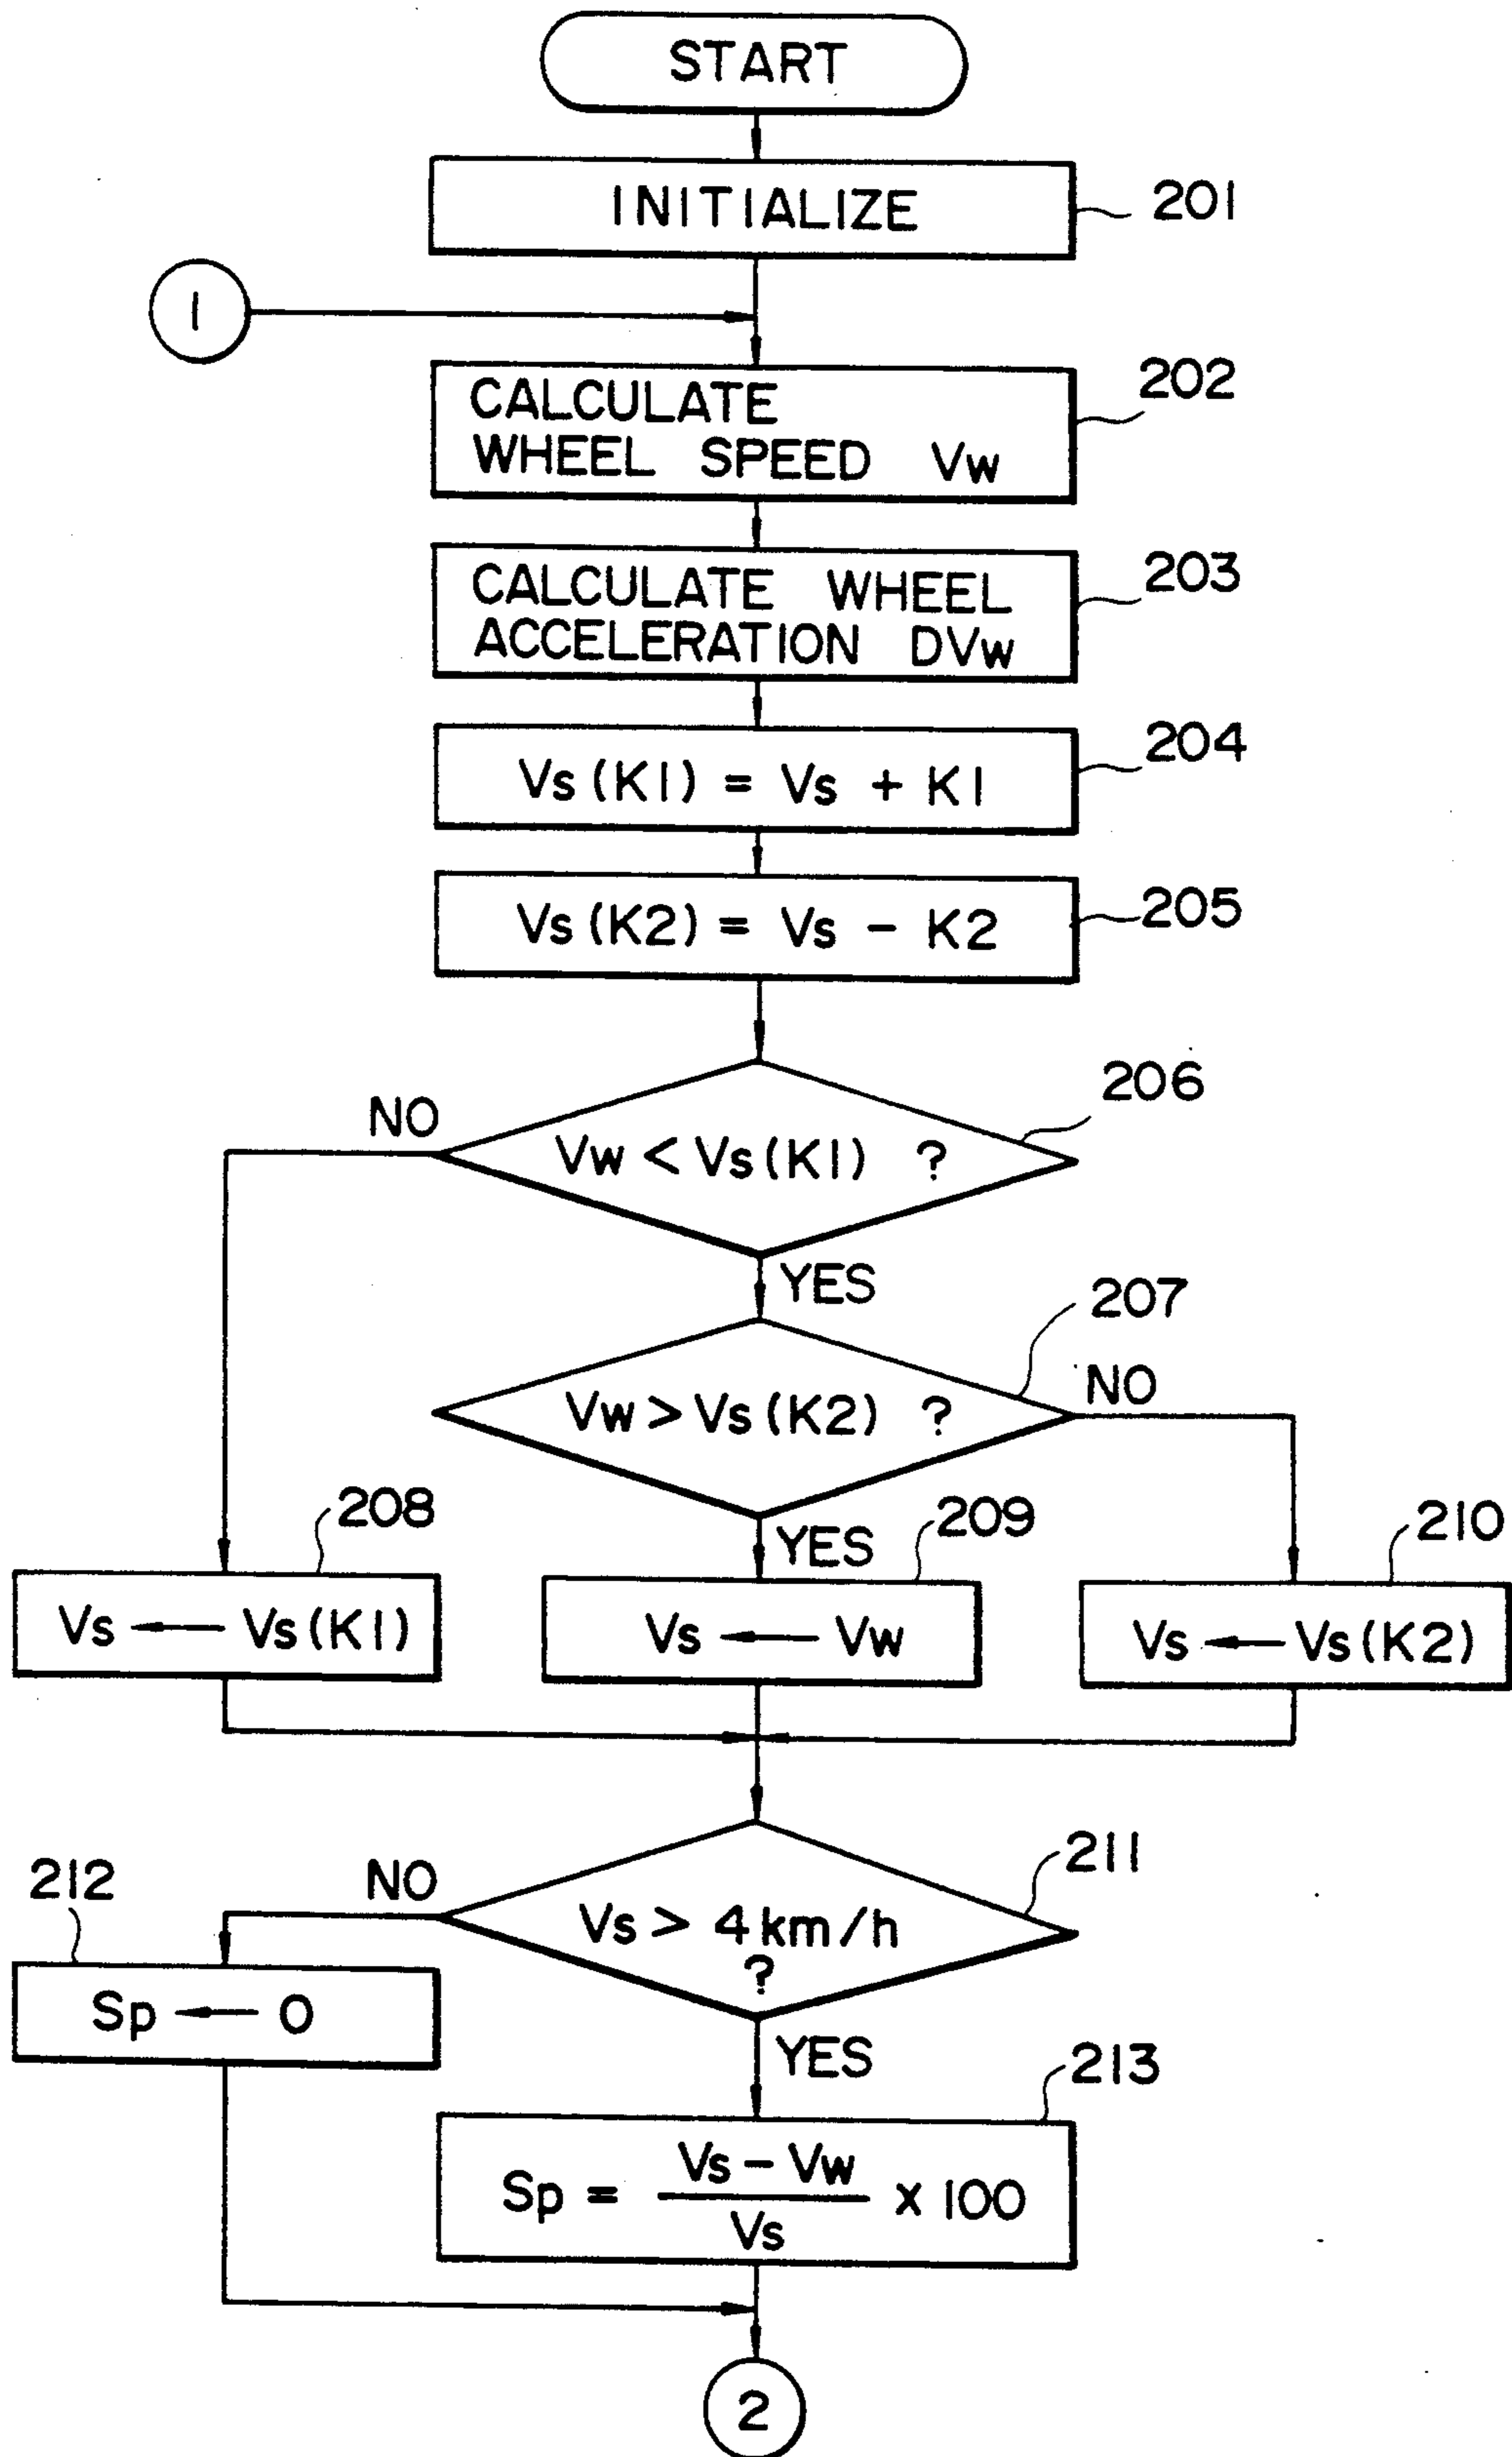 START
INITIALIZE
201
1
CALCULATE
WHEEL SPEED Vw
202
CALCULATE WHEEL
ACCELERATION DVw
203
Vs(K1) = Vs + K1
204
Vs(K2) = Vs - K2
205
206
NO
Vw < Vs(K1) ?
YES
207
Vw > Vs(K2) ?
NO
YES
208
209
210
Vs ← Vs(K1)
Vs ← Vw
Vs ← Vs(K2)
211
212
NO
Vs > 4km/h
?
Sp ← 0
YES
213
Vs - Vw
Sp = x 100
Vs
2